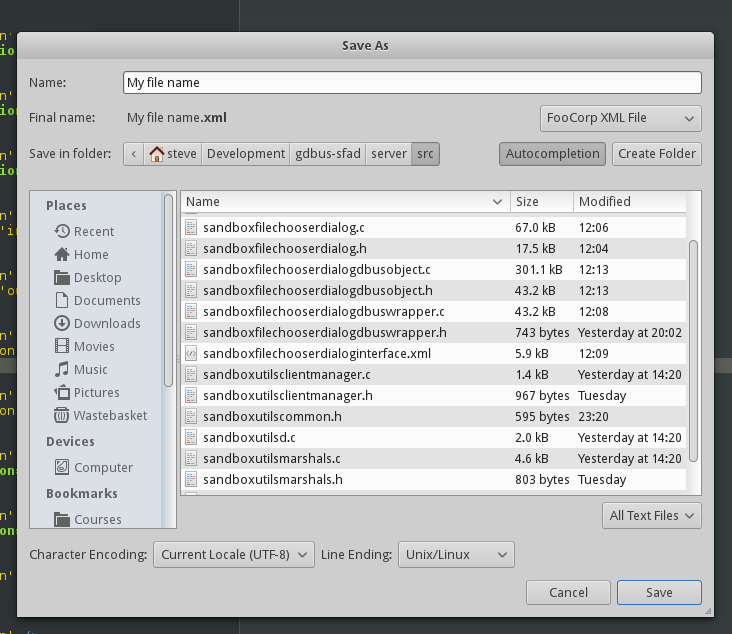 Save As
Name: My file name
Final name: My file name.xml FooCorp XML File
Save in folder: ‹ steve Development gdbus-sfad server src Autocompletion Create Folder
Places
Recent
Home
Desktop
Documents
Downloads
Movies
Music
Pictures
Wastebasket
Devices
Computer
Bookmarks
Courses
Name Size Modified
sandboxfilechooserdialog.c 67.0 kB 12:06
sandboxfilechooserdialog.h 17.5 kB 12:04
sandboxfilechooserdialogdbusobject.c 301.1 kB 12:13
sandboxfilechooserdialogdbusobject.h 43.2 kB 12:13
sandboxfilechooserdialogdbuswrapper.c 43.2 kB 12:08
sandboxfilechooserdialogdbuswrapper.h 743 bytes Yesterday at 20:02
sandboxfilechooserdialoginterface.xml 5.9 kB 12:09
sandboxutilsclientmanager.c 1.4 kB Yesterday at 14:20
sandboxutilsclientmanager.h 967 bytes Tuesday
sandboxutilscommon.h 595 bytes 23:20
sandboxutilsd.c 2.0 kB Yesterday at 14:20
sandboxutilsmarshals.c 4.6 kB Yesterday at 14:20
sandboxutilsmarshals.h 803 bytes Tuesday
All Text Files
Character Encoding: Current Locale (UTF-8) Line Ending: Unix/Linux
Cancel Save